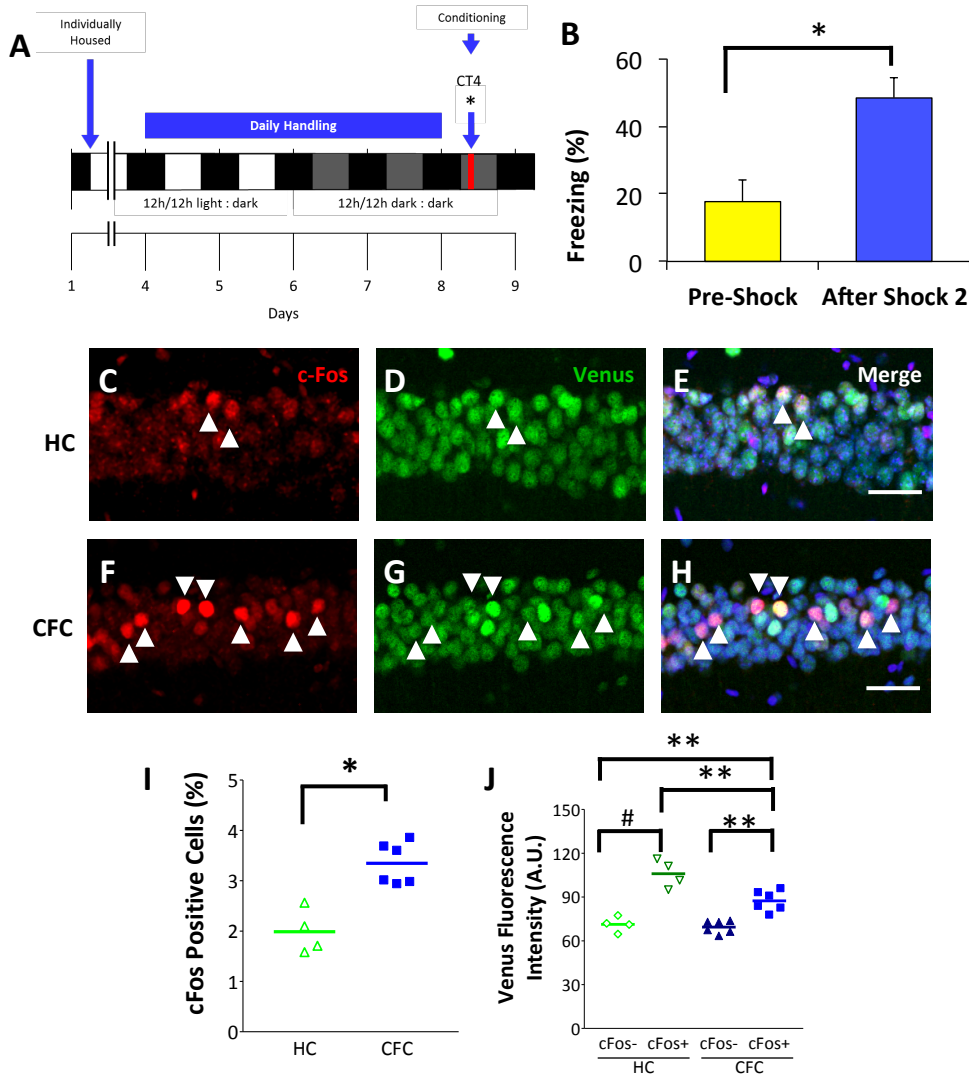 A
Individually
Housed
Conditioning
CT4
*
Daily Handling
12h/12h light : dark
12h/12h dark : dark
1
4
5
6
7
8
9
Days
B
*
Freezing (%)
60
40
20
0
Pre-Shock
After Shock 2
HC
C
c-Fos
D
Venus
E
Merge
CFC
F
G
H
I
*
cFos Positive Cells (%)
5
4
3
2
1
0
HC
CFC
J
**
**
#
**
Venus Fluorescence
Intensity (A.U.)
150
120
90
60
30
0
cFos-
cFos+
cFos-
cFos+
HC
CFC